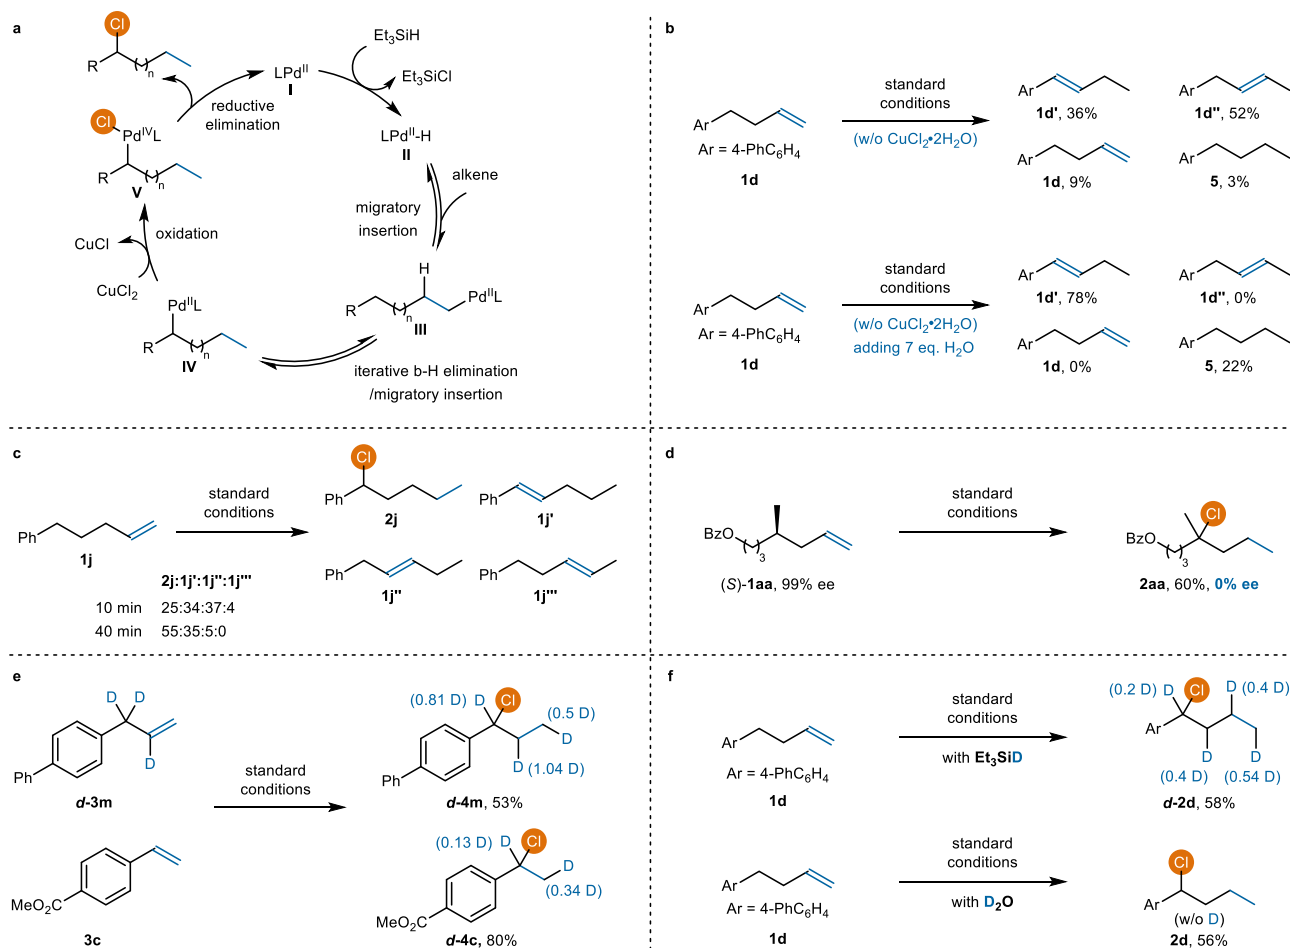 a
Cl
R
n
LPdII
I
Et3SiH
Et3SiCl
reductive
elimination
Cl
PdIVL
R
n
V
LPdII-H
II
alkene
migratory
insertion
oxidation
CuCl
CuCl2
PdIIL
R
n
IV
H
R
n
PdIIL
III
iterative b-H elimination
/migratory insertion
b
Ar
Ar = 4-PhC6H4
1d
standard
conditions
(w/o CuCl2•2H2O)
Ar
1d', 36%
Ar
1d'', 52%
Ar
1d, 9%
Ar
5, 3%
Ar
Ar = 4-PhC6H4
1d
standard
conditions
(w/o CuCl2•2H2O)
adding 7 eq. H2O
Ar
1d', 78%
Ar
1d'', 0%
Ar
1d, 0%
Ar
5, 22%
c
Ph
1j
standard
conditions
Cl
Ph
2j
Ph
1j'
Ph
1j''
Ph
1j'''
2j:1j':1j'':1j'''
10 min 25:34:37:4
40 min 55:35:5:0
d
BzO
3
(S)-1aa, 99% ee
standard
conditions
Cl
BzO
3
2aa, 60%, 0% ee
e
D D
D
Ph
d-3m
MeO2C
3c
standard
conditions
(0.81 D) D Cl
(0.5 D)
D
D
(1.04 D)
Ph
d-4m, 53%
(0.13 D) D Cl
D
(0.34 D)
MeO2C
d-4c, 80%
f
Ar
Ar = 4-PhC6H4
1d
standard
conditions
with Et3SiD
(0.2 D) D Cl D (0.4 D)
Ar
D D
(0.4 D) (0.54 D)
d-2d, 58%
Ar
Ar = 4-PhC6H4
1d
standard
conditions
with D2O
Cl
Ar
(w/o D)
2d, 56%